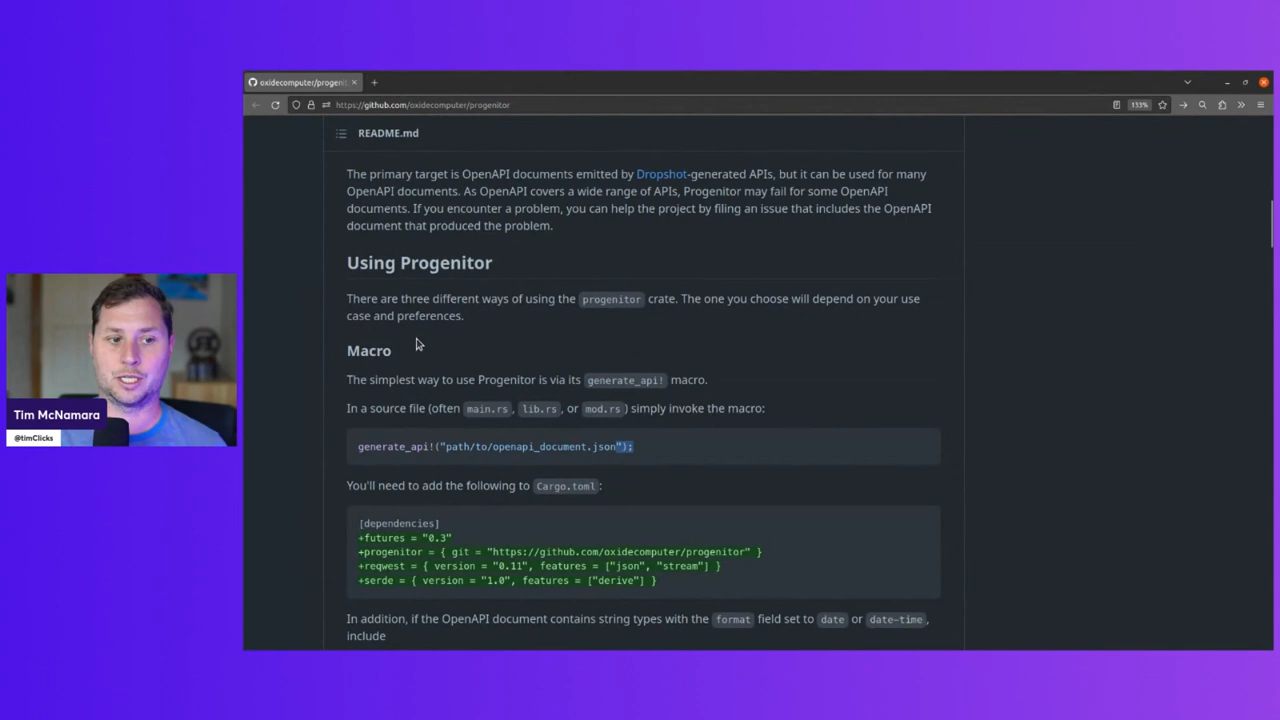 oxidecomputer/progenit
https://github.com/oxidecomputer/progenitor
133%
README.md
The primary target is OpenAPI documents emitted by Dropshot-generated APIs, but it can be used for many
OpenAPI documents. As OpenAPI covers a wide range of APIs, Progenitor may fail for some OpenAPI
documents. If you encounter a problem, you can help the project by filing an issue that includes the OpenAPI
document that produced the problem.
Using Progenitor
There are three different ways of using the progenitor crate. The one you choose will depend on your use
case and preferences.
Macro
The simplest way to use Progenitor is via its generate_api! macro.
In a source file (often main.rs, lib.rs, or mod.rs) simply invoke the macro:
generate_api!("path/to/openapi_document.json");
You'll need to add the following to Cargo.toml:
[dependencies]
+futures = "0.3"
+progenitor = { git = "https://github.com/oxidecomputer/progenitor" }
+reqwest = { version = "0.11", features = ["json", "stream"] }
+serde = { version = "1.0", features = ["derive"] }
In addition, if the OpenAPI document contains string types with the format field set to date or date-time,
include
Tim McNamara
@timClicks